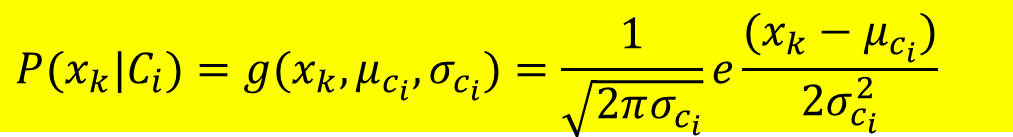 P(x_k|C_i) = g(x_k, μ_{c_i}, σ_{c_i}) = \frac{1}{\sqrt{2πσ_{c_i}}} e \frac{(x_k − μ_{c_i})}{2σ_{c_i}^2}